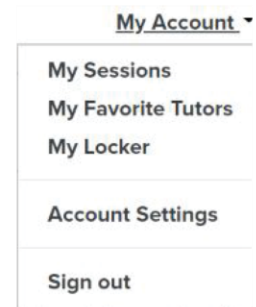 My Account
My Sessions
My Favorite Tutors
My Locker
Account Settings
Sign out